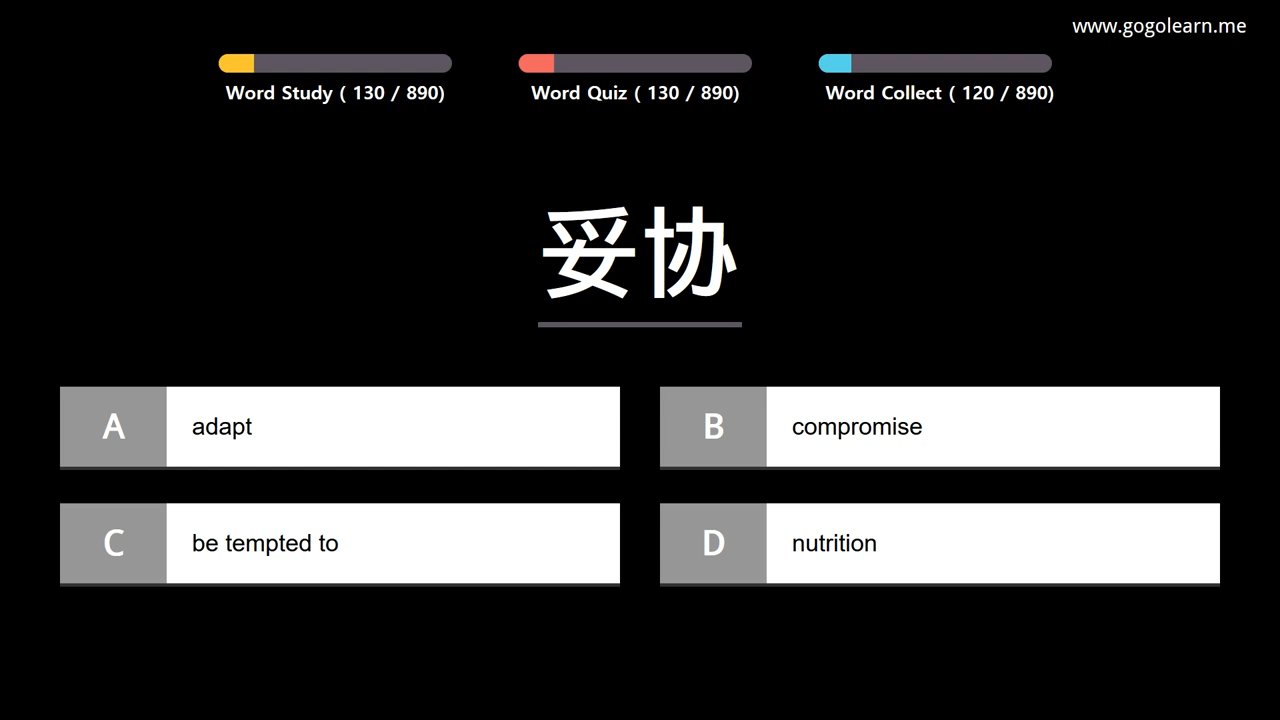 www.gogolearn.me
Word Study ( 130 / 890)
Word Quiz ( 130 / 890)
Word Collect ( 120 / 890)
妥协
A adapt
B compromise
C be tempted to
D nutrition